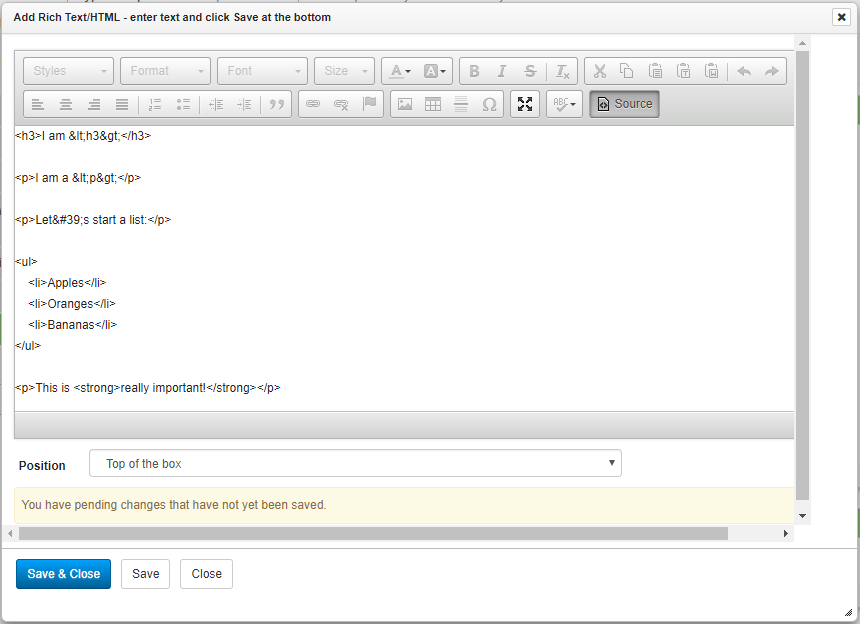 Add Rich Text/HTML - enter text and click Save at the bottom
Styles Format Font Size A A B I S Tx
ABC Source
<h3>I am &lt;h3&gt;</h3>
<p>I am a &lt;p&gt;</p>
<p>Let&#39;s start a list:</p>
<ul>
<li>Apples</li>
<li>Oranges</li>
<li>Bananas</li>
</ul>
<p>This is <strong>really important!</strong></p>
Position Top of the box
You have pending changes that have not yet been saved.
Save & Close Save Close